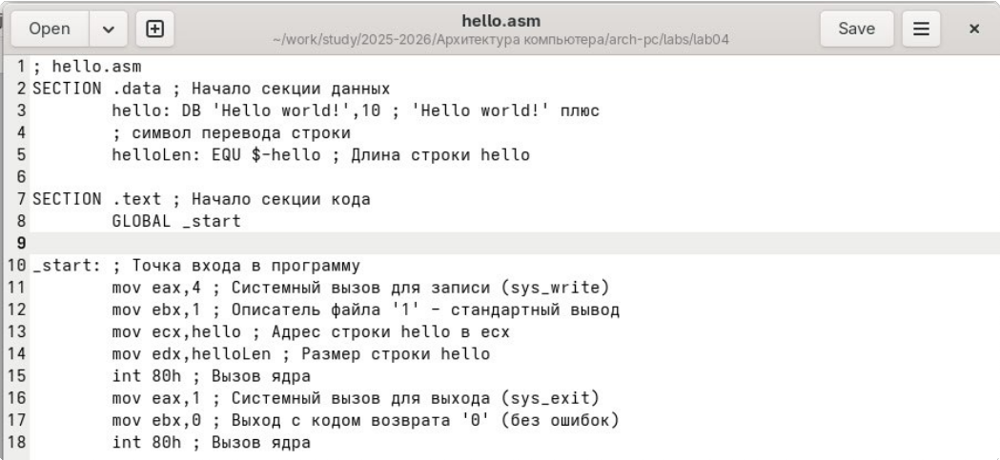 Open
hello.asm
~/work/study/2025-2026/Архитектура компьютера/arch-pc/labs/lab04
Save
1 ; hello.asm
2 SECTION .data ; Начало секции данных
3 hello: DB 'Hello world!',10 ; 'Hello world!' плюс
4 ; символ перевода строки
5 helloLen: EQU $-hello ; Длина строки hello
6
7 SECTION .text ; Начало секции кода
8 GLOBAL _start
9
10 _start: ; Точка входа в программу
11 mov eax,4 ; Системный вызов для записи (sys_write)
12 mov ebx,1 ; Описатель файла '1' - стандартный вывод
13 mov ecx,hello ; Адрес строки hello в ecx
14 mov edx,helloLen ; Размер строки hello
15 int 80h ; Вызов ядра
16 mov eax,1 ; Системный вызов для выхода (sys_exit)
17 mov ebx,0 ; Выход с кодом возврата '0' (без ошибок)
18 int 80h ; Вызов ядра